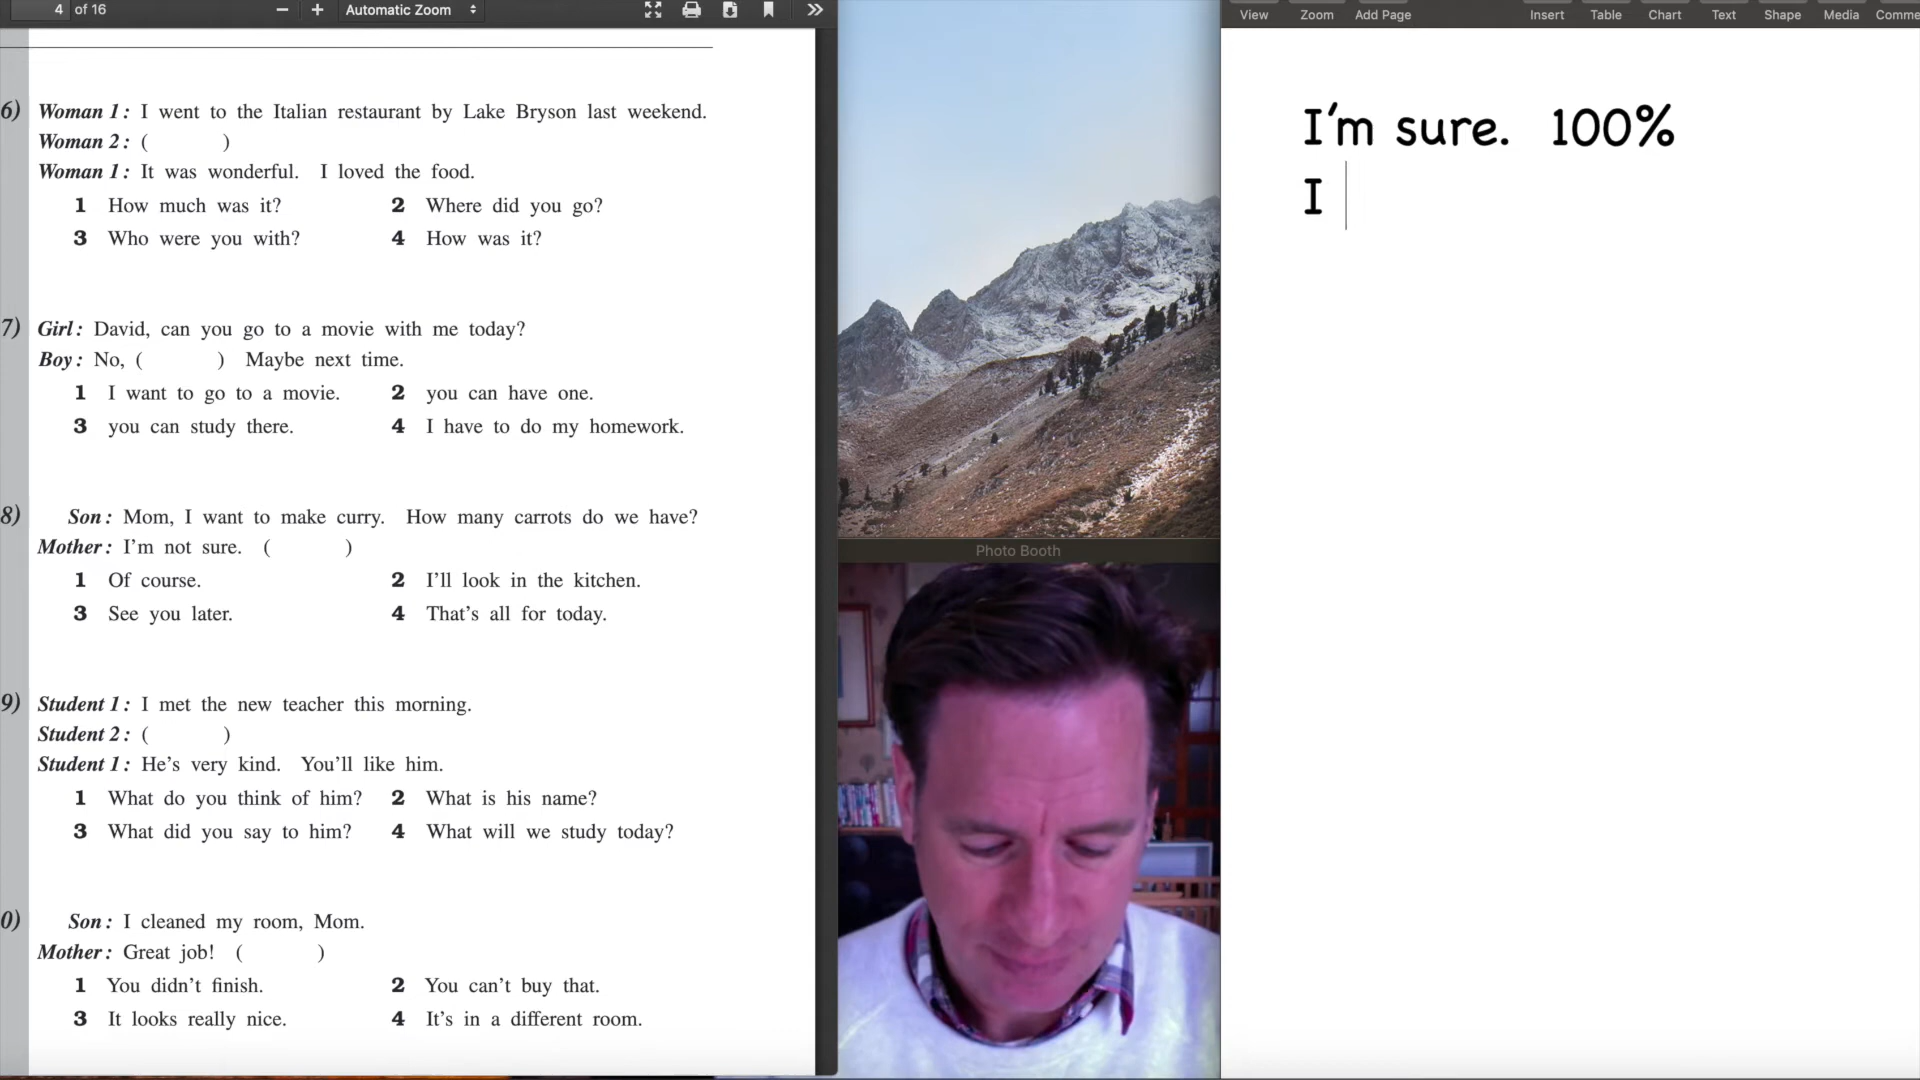 4 of 16
Automatic Zoom
6) Woman 1: I went to the Italian restaurant by Lake Bryson last weekend.
Woman 2: ( )
Woman 1: It was wonderful. I loved the food.
1 How much was it? 2 Where did you go?
3 Who were you with? 4 How was it?
7) Girl: David, can you go to a movie with me today?
Boy: No, ( ) Maybe next time.
1 I want to go to a movie. 2 you can have one.
3 you can study there. 4 I have to do my homework.
8) Son: Mom, I want to make curry. How many carrots do we have?
Mother: I'm not sure. ( )
1 Of course. 2 I'll look in the kitchen.
3 See you later. 4 That's all for today.
9) Student 1: I met the new teacher this morning.
Student 2: ( )
Student 1: He's very kind. You'll like him.
1 What do you think of him? 2 What is his name?
3 What did you say to him? 4 What will we study today?
0) Son: I cleaned my room, Mom.
Mother: Great job! ( )
1 You didn't finish. 2 You can't buy that.
3 It looks really nice. 4 It's in a different room.
Photo Booth
View Zoom Add Page Insert Table Chart Text Shape Media Comme
I'm sure. 100%
I